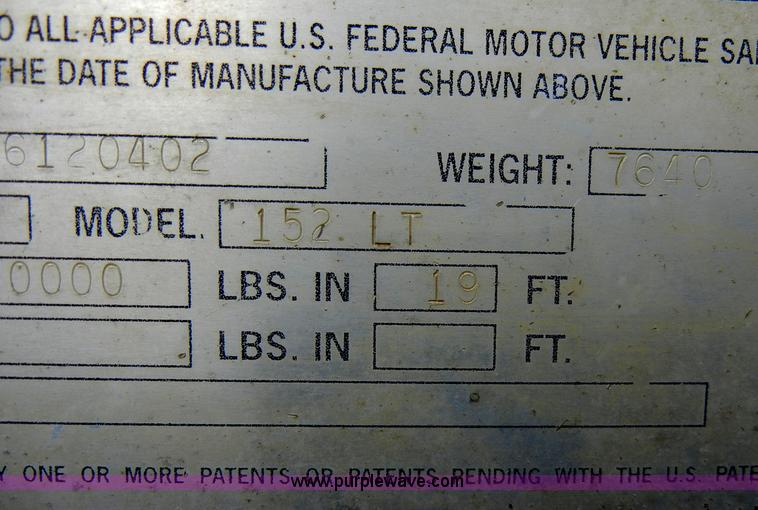 O ALL APPLICABLE U.S. FEDERAL MOTOR VEHICLE SA
THE DATE OF MANUFACTURE SHOWN ABOVE.
6120402 WEIGHT: 7640
MODEL. 152 LT
0000 LBS. IN 19 FT.
LBS. IN FT.
Y ONE OR MORE PATENTS OR PATENTS PENDING WITH THE U.S. PATE
www.purplewave.com